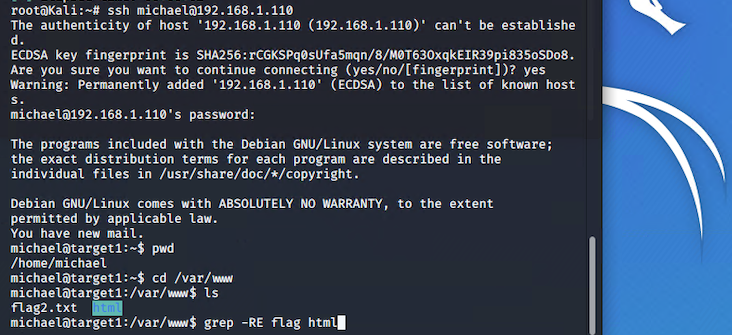 root@Kali:~# ssh michael@192.168.1.110
The authenticity of host '192.168.1.110 (192.168.1.110)' can't be establishe
d.
ECDSA key fingerprint is SHA256:rCGKSPq0sUfa5mqn/8/M0T63OxqkEIR39pi835oSDo8.
Are you sure you want to continue connecting (yes/no/[fingerprint])? yes
Warning: Permanently added '192.168.1.110' (ECDSA) to the list of known host
s.
michael@192.168.1.110's password:
The programs included with the Debian GNU/Linux system are free software;
the exact distribution terms for each program are described in the
individual files in /usr/share/doc/*/copyright.
Debian GNU/Linux comes with ABSOLUTELY NO WARRANTY, to the extent
permitted by applicable law.
You have new mail.
michael@target1:~$ pwd
/home/michael
michael@target1:~$ cd /var/www
michael@target1:/var/www$ ls
flag2.txt  html
michael@target1:/var/www$ grep -RE flag html